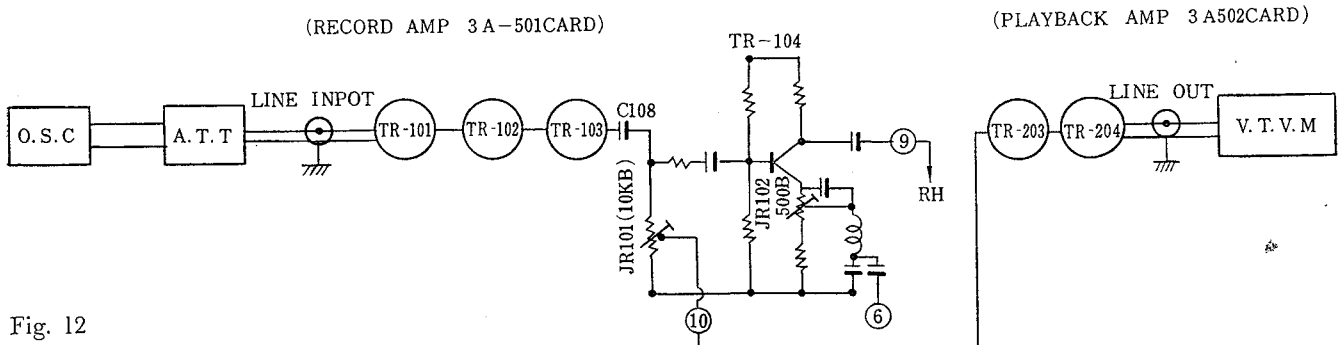 (RECORD AMP 3A-501CARD)
(PLAYBACK AMP 3A502CARD)
TR-104
LINE INPOT
C108
LINE OUT
O.S.C
A.T.T
TR-101
TR-102
TR-103
TR-203
TR-204
V.T.V.M
9
RH
JR101(10KB)
JR102
500B
10
6
Fig. 12